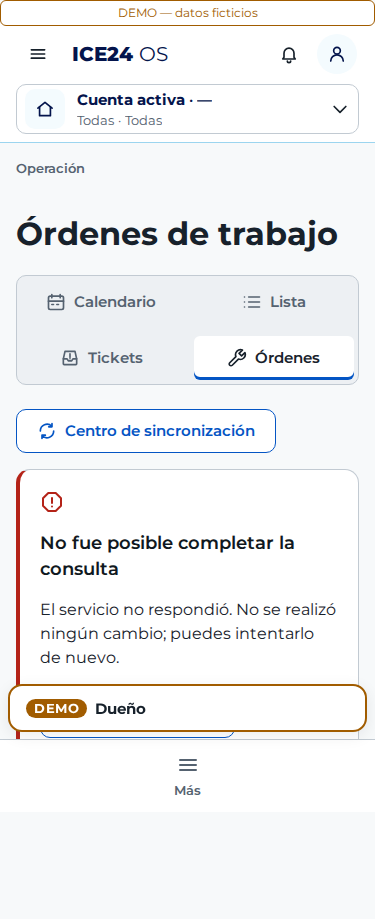 DEMO — datos ficticios
ICE24 OS
Cuenta activa · —
Todas · Todas
Operación
Órdenes de trabajo
Calendario
Lista
Tickets
Órdenes
Centro de sincronización
No fue posible completar la
consulta
El servicio no respondió. No se realizó
ningún cambio; puedes intentarlo
de nuevo.
DEMO Dueño
Más